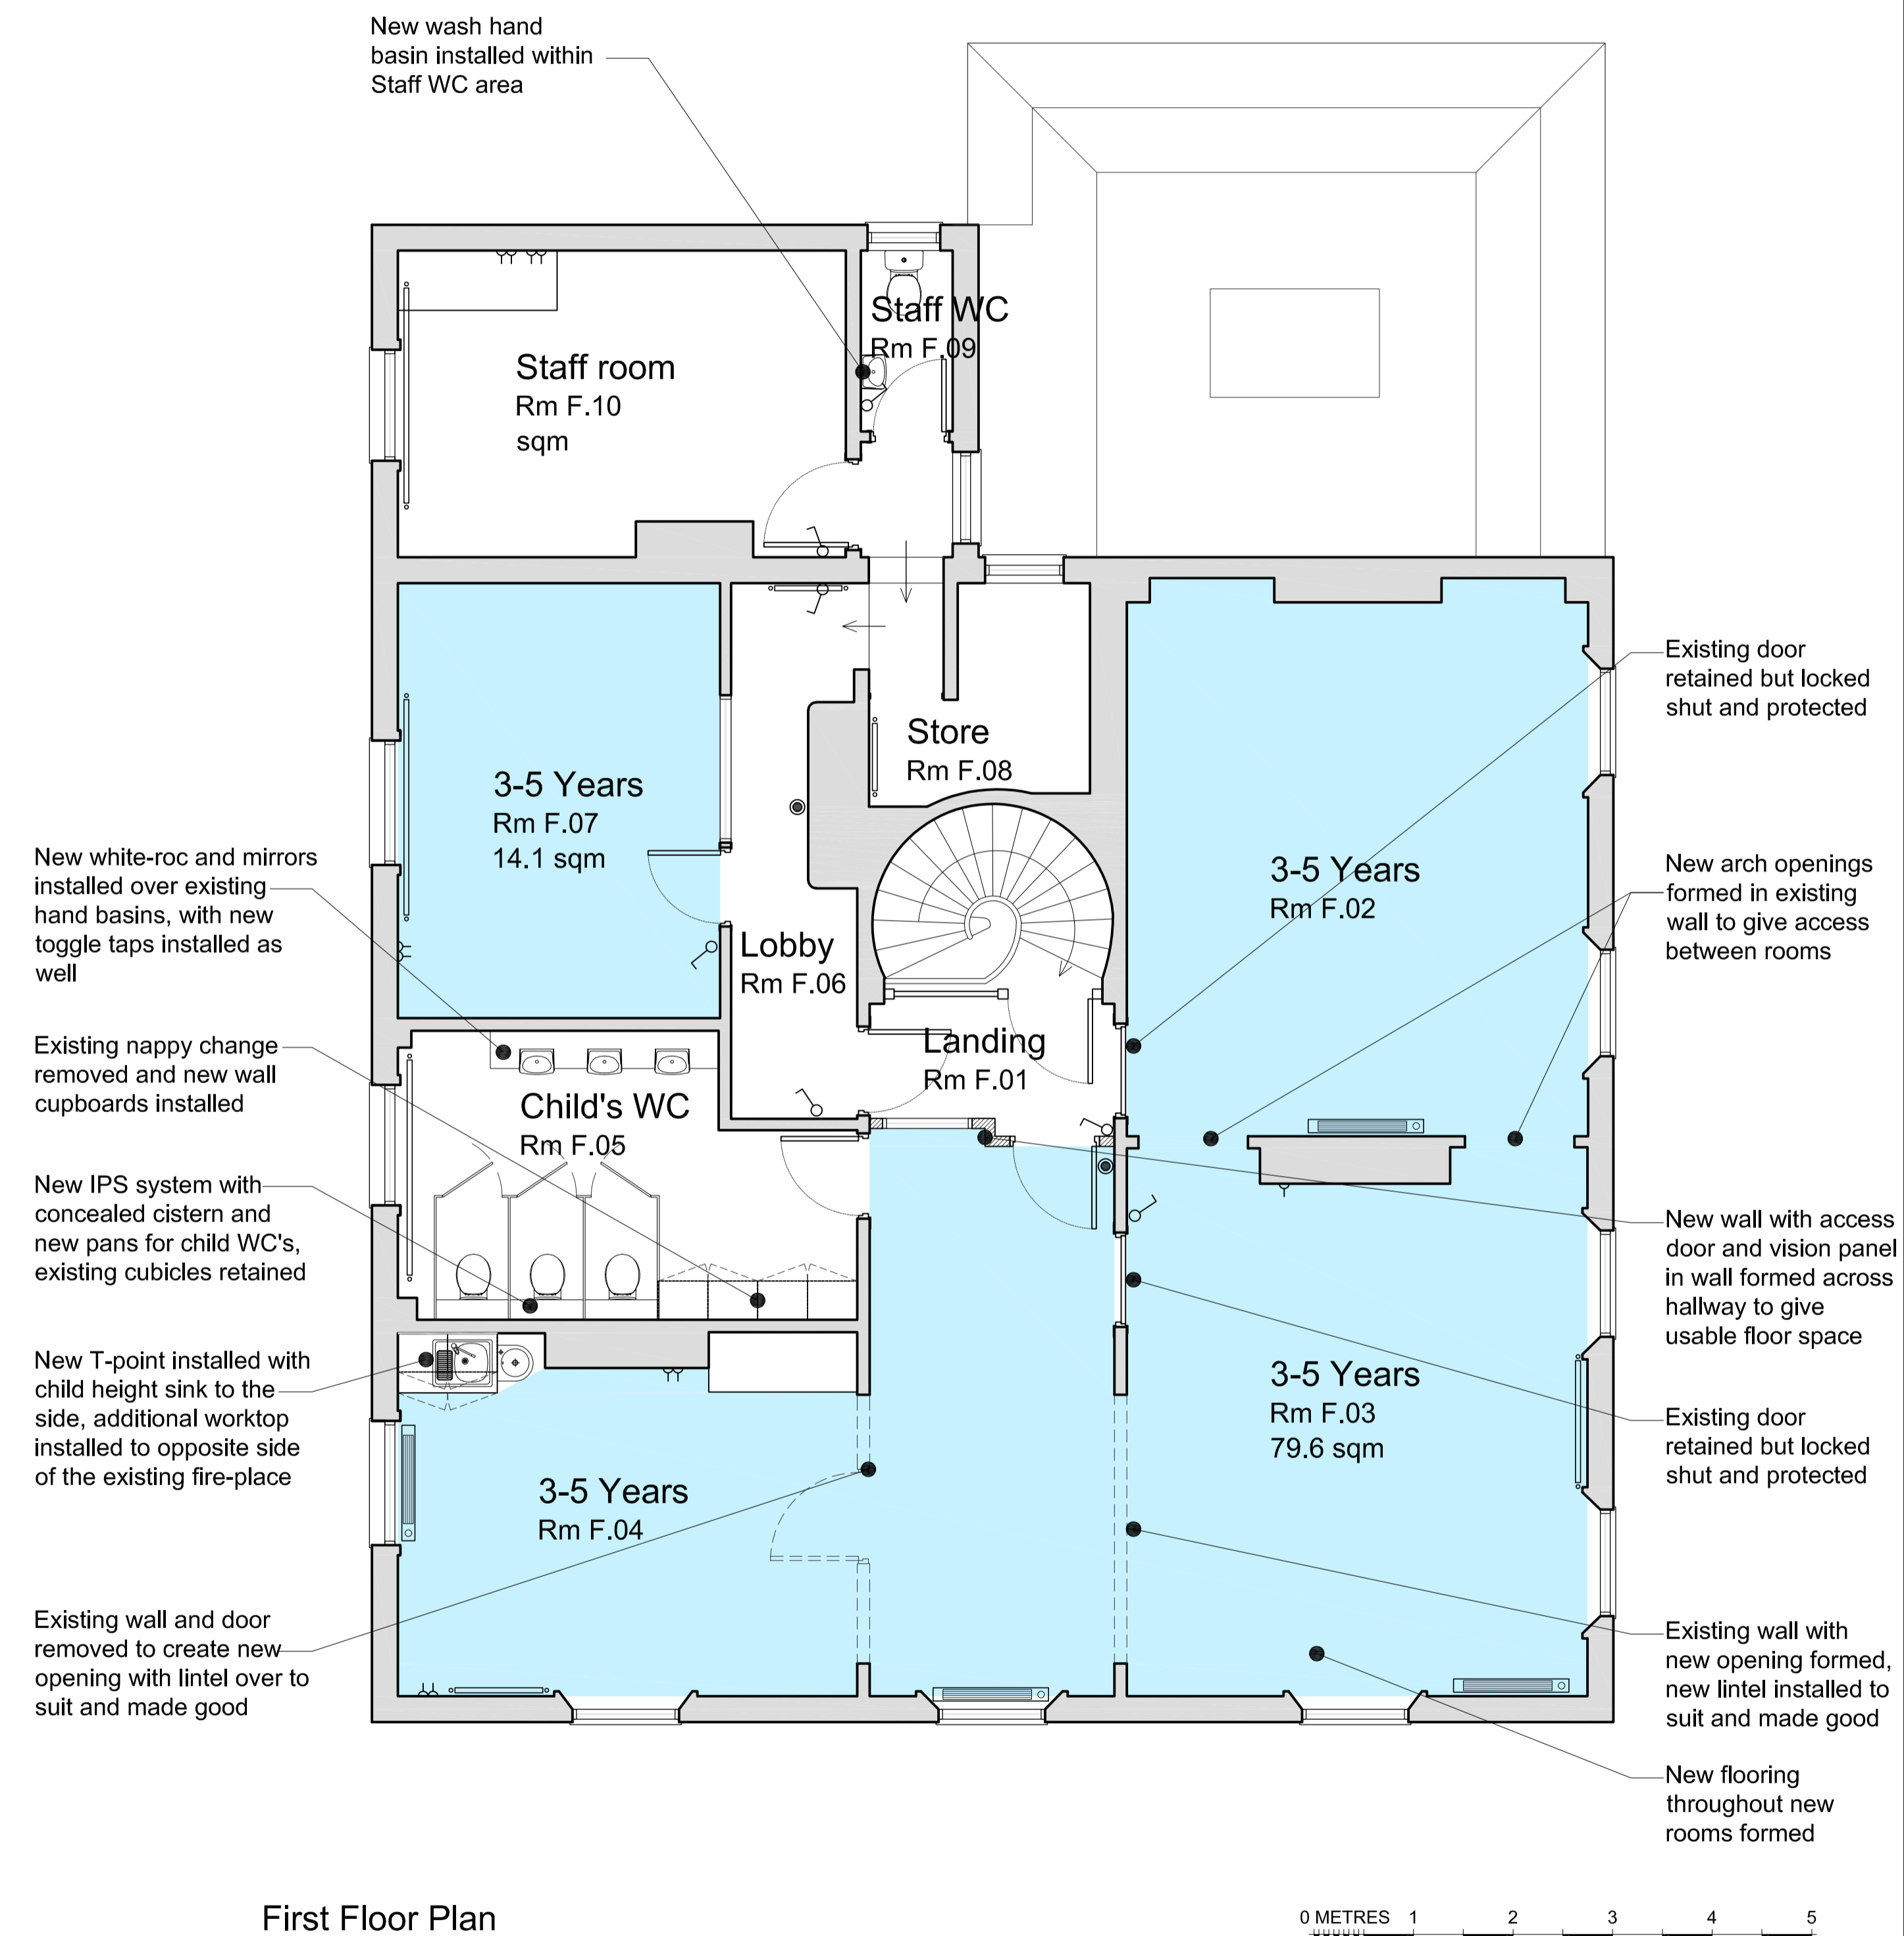 New wash hand
basin installed within
Staff WC area
Staff WC
Rm F.09
Staff room
Rm F.10
sqm
Existing door
retained but locked
shut and protected
Store
Rm F.08
3-5 Years
Rm F.07
14.1 sqm
3-5 Years
Rm F.02
New white-roc and mirrors
installed over existing
hand basins, with new
toggle taps installed as
well
New arch openings
formed in existing
wall to give access
between rooms
Lobby
Rm F.06
Existing nappy change
removed and new wall
cupboards installed
Landing
Rm F.01
Child's WC
Rm F.05
New IPS system with
concealed cistern and
new pans for child WC's,
existing cubicles retained
New wall with access
door and vision panel
in wall formed across
hallway to give
usable floor space
New T-point installed with
child height sink to the
side, additional worktop
installed to opposite side
of the existing fire-place
3-5 Years
Rm F.03
79.6 sqm
Existing door
retained but locked
shut and protected
3-5 Years
Rm F.04
Existing wall and door
removed to create new
opening with lintel over to
suit and made good
Existing wall with
new opening formed,
new lintel installed to
suit and made good
New flooring
throughout new
rooms formed
First Floor Plan
0 METRES 1 2 3 4 5